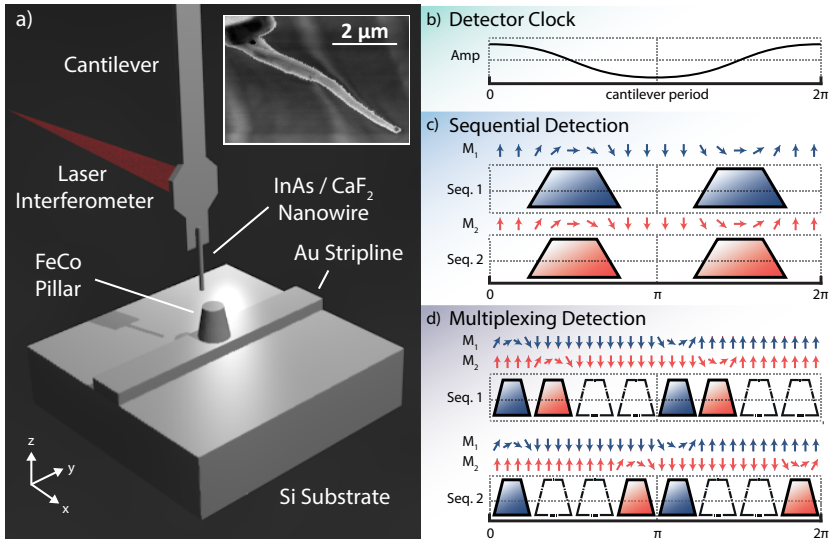 a)
2 µm
Cantilever
Laser
Interferometer
InAs / CaF₂
Nanowire
Au Stripline
FeCo
Pillar
z
y
x
Si Substrate
b) Detector Clock
Amp
0 cantilever period 2π
c) Sequential Detection
M₁
Seq. 1
M₂
Seq. 2
0 π 2π
d) Multiplexing Detection
M₁
M₂
Seq. 1
M₁
M₂
Seq. 2
0 π 2π